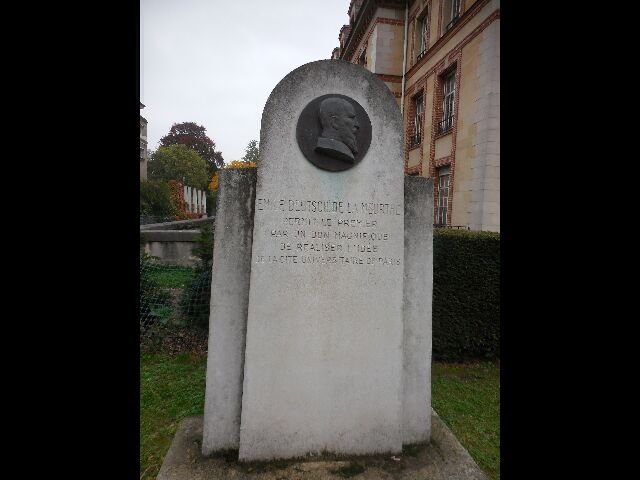 EMILE DEUTSCH DE LA MEURTHE
PERMIT LE PREMIER
PAR UN DON MAGNIFIQUE
DE REALISER L'IDEE
DE LA CITE UNIVERSITAIRE DE PARIS